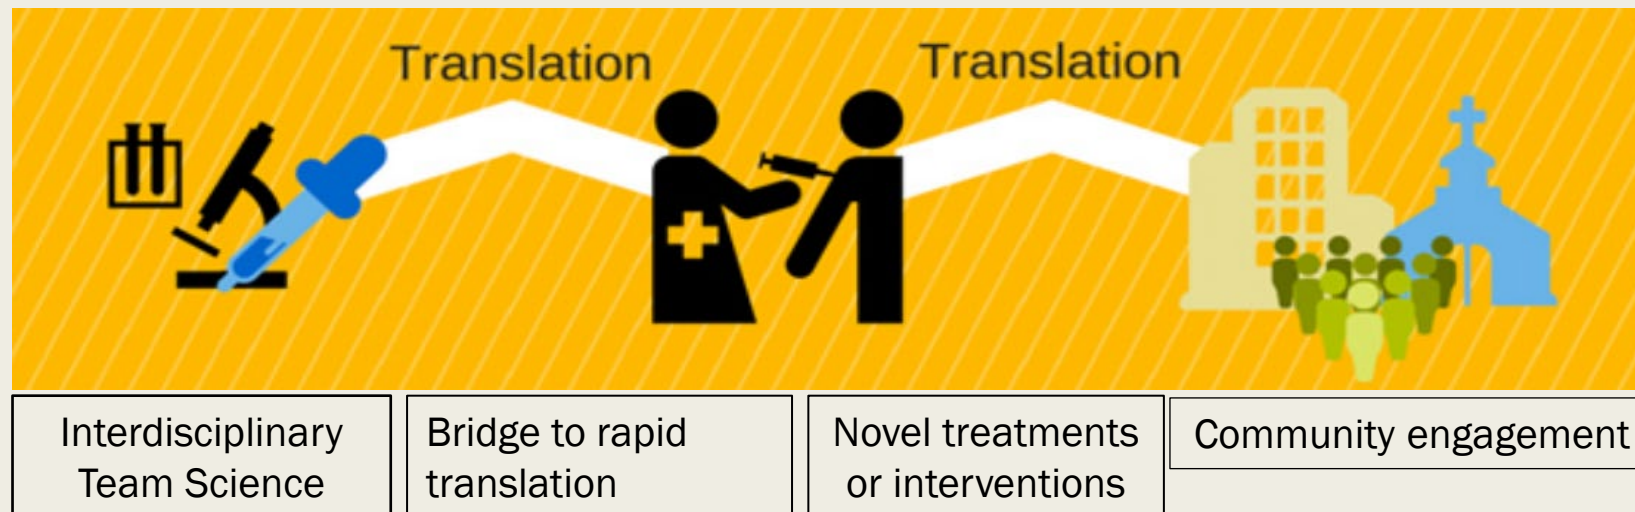 Translation
Translation
Interdisciplinary
Team Science
Bridge to rapid
translation
Novel treatments
or interventions
Community engagement